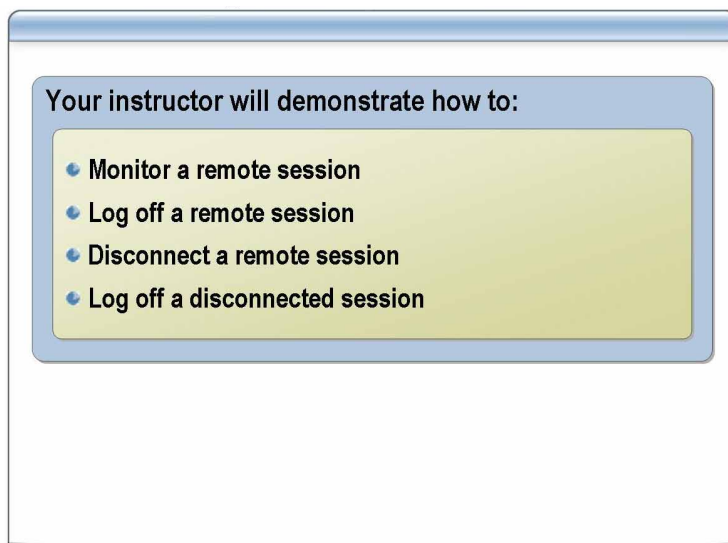 Your instructor will demonstrate how to:
Monitor a remote session
Log off a remote session
Disconnect a remote session
Log off a disconnected session